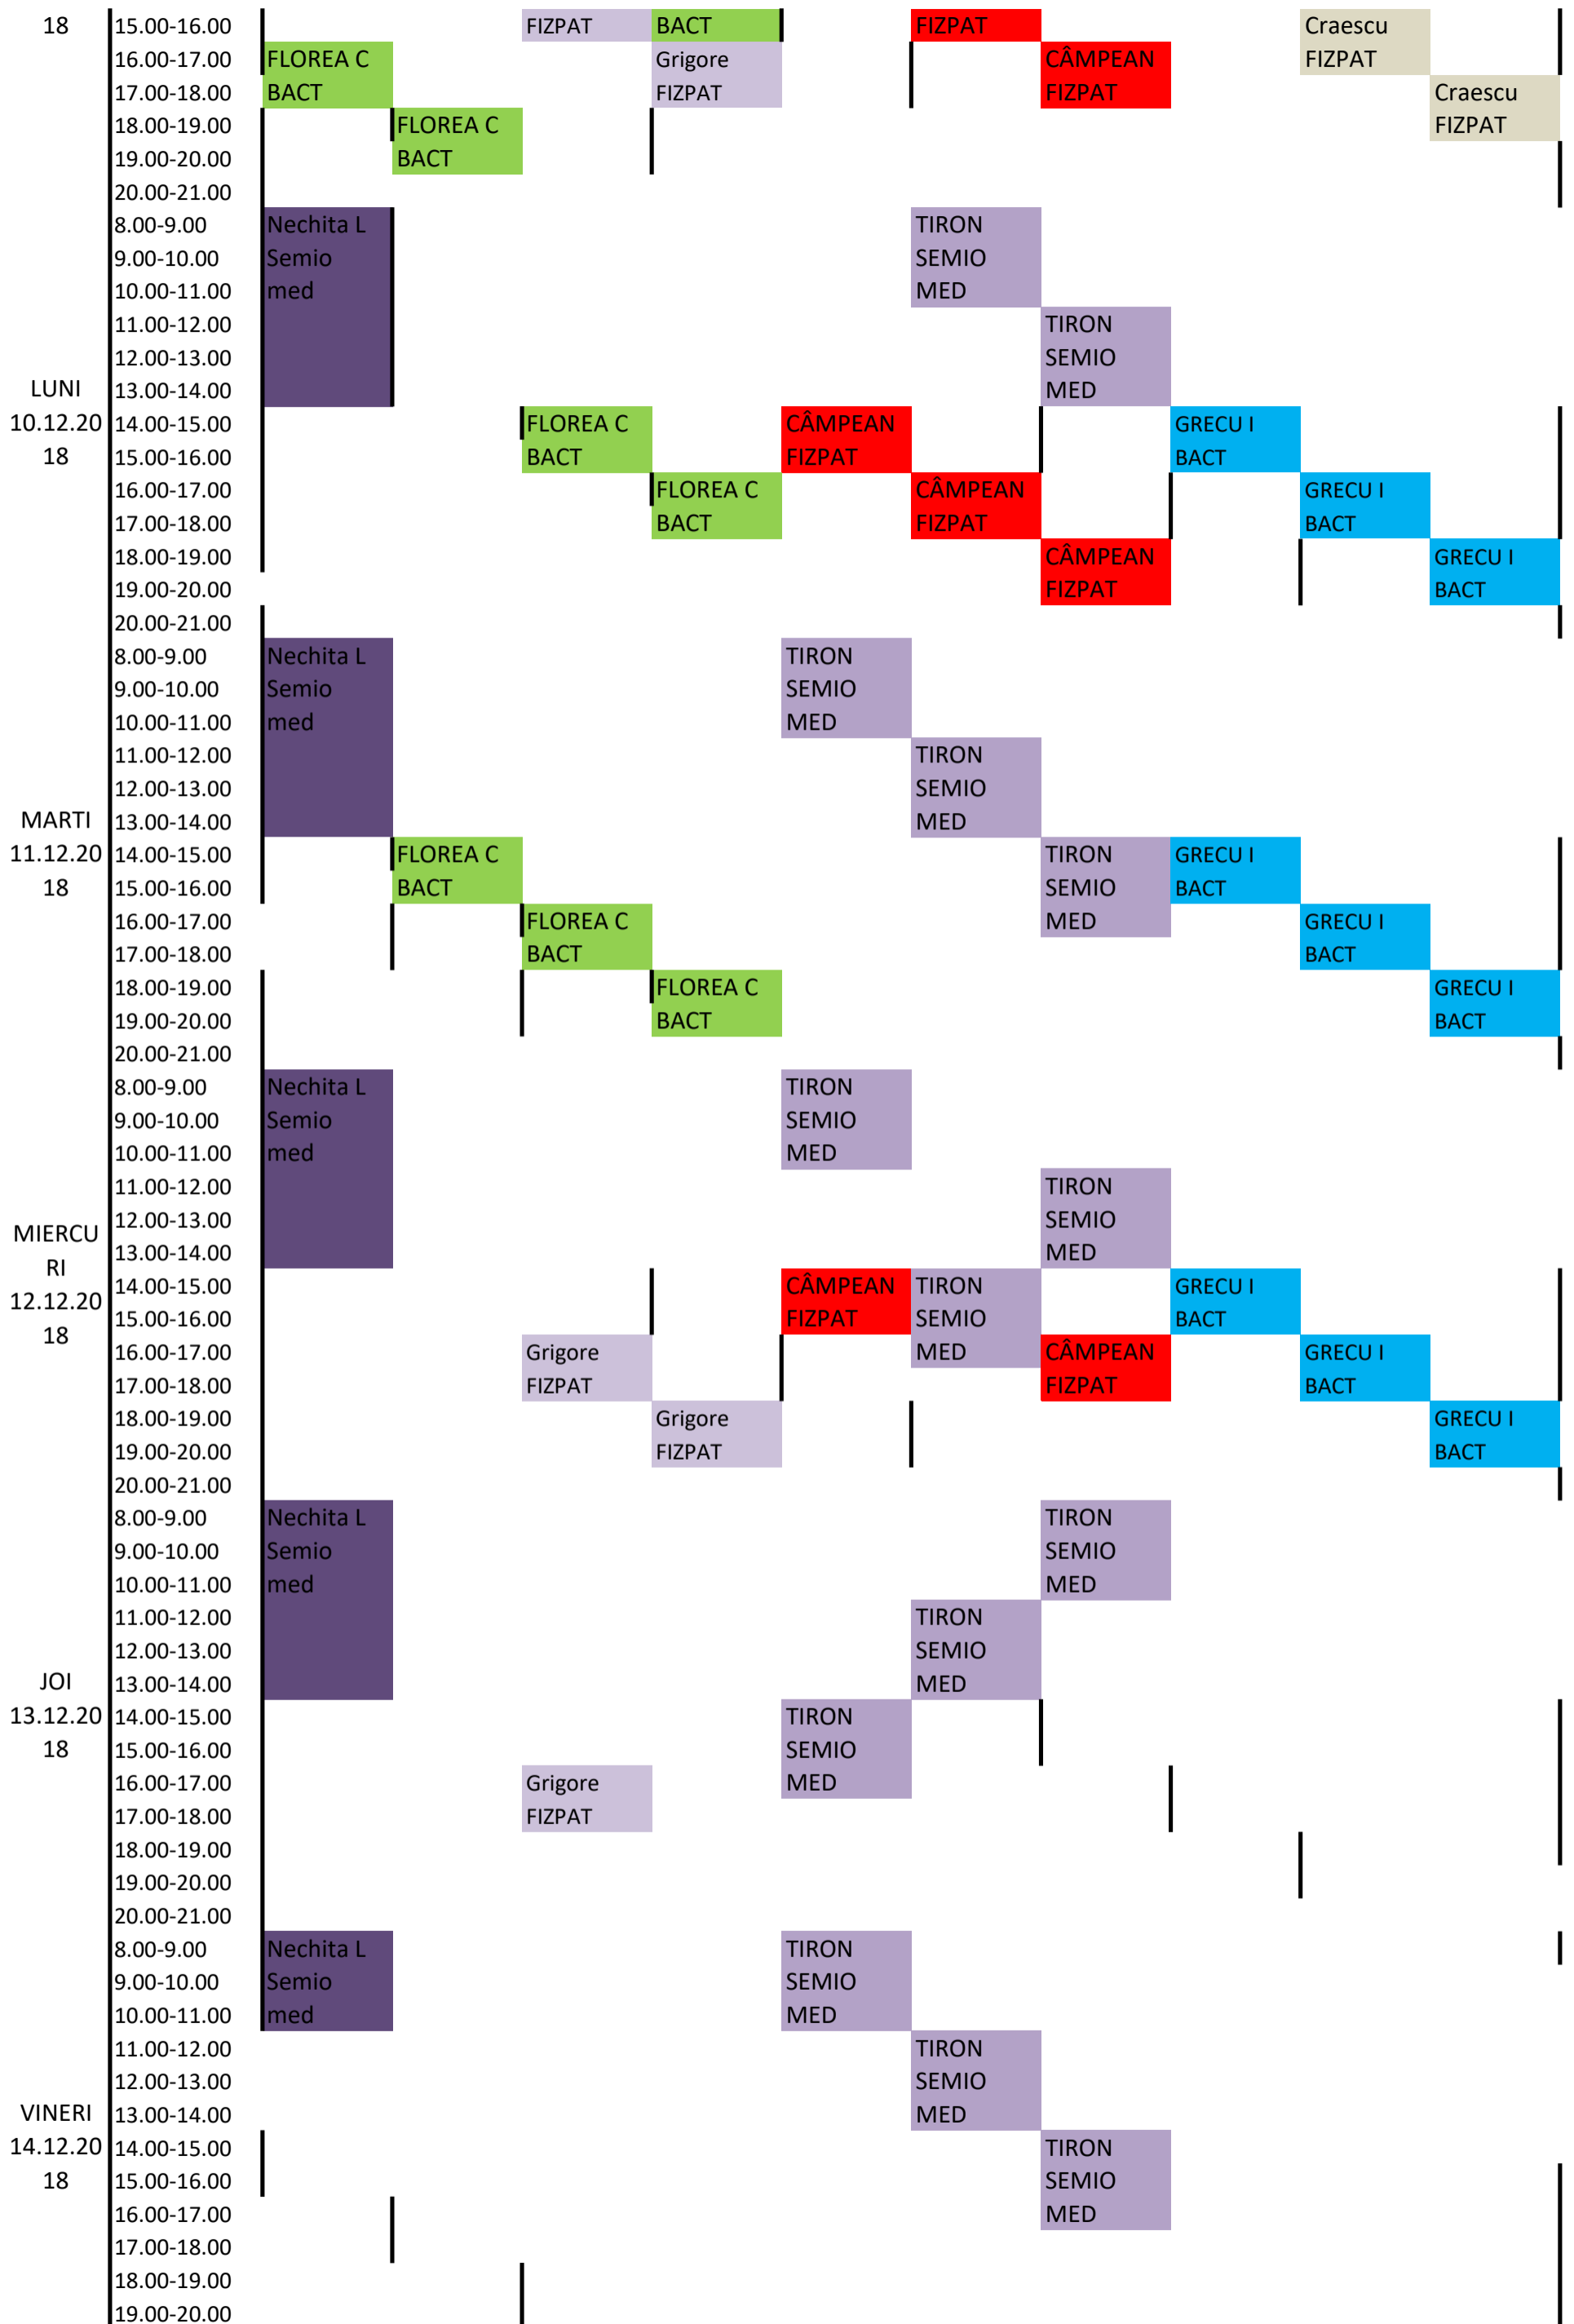 18 15.00-16.00 FIZPAT BACT FIZPAT Craescu
16.00-17.00 FLOREA C Grigore CÂMPEAN FIZPAT
17.00-18.00 BACT FIZPAT FIZPAT Craescu
18.00-19.00 FLOREA C FIZPAT
19.00-20.00 BACT
20.00-21.00
8.00-9.00 Nechita L TIRON
9.00-10.00 Semio SEMIO
10.00-11.00 med MED
11.00-12.00 TIRON
12.00-13.00 SEMIO
LUNI 13.00-14.00 MED
10.12.20 14.00-15.00 FLOREA C CÂMPEAN GRECU I
18 15.00-16.00 BACT FIZPAT BACT
16.00-17.00 FLOREA C CÂMPEAN GRECU I
17.00-18.00 BACT FIZPAT BACT
18.00-19.00 CÂMPEAN GRECU I
19.00-20.00 FIZPAT BACT
20.00-21.00
8.00-9.00 Nechita L TIRON
9.00-10.00 Semio SEMIO
10.00-11.00 med MED
11.00-12.00 TIRON
12.00-13.00 SEMIO
MARTI 13.00-14.00 MED
11.12.20 14.00-15.00 FLOREA C TIRON GRECU I
18 15.00-16.00 BACT SEMIO BACT
16.00-17.00 FLOREA C MED GRECU I
17.00-18.00 BACT BACT
18.00-19.00 FLOREA C GRECU I
19.00-20.00 BACT BACT
20.00-21.00
8.00-9.00 Nechita L TIRON
9.00-10.00 Semio SEMIO
10.00-11.00 med MED
11.00-12.00 TIRON
MIERCU 12.00-13.00 SEMIO
RI 13.00-14.00 MED
12.12.20 14.00-15.00 CÂMPEAN TIRON GRECU I
18 15.00-16.00 FIZPAT SEMIO BACT
16.00-17.00 Grigore MED CÂMPEAN GRECU I
17.00-18.00 FIZPAT FIZPAT BACT
18.00-19.00 Grigore GRECU I
19.00-20.00 FIZPAT BACT
20.00-21.00
8.00-9.00 Nechita L TIRON
9.00-10.00 Semio SEMIO
10.00-11.00 med MED
11.00-12.00 TIRON
12.00-13.00 SEMIO
JOI 13.00-14.00 MED
13.12.20 14.00-15.00 TIRON
18 15.00-16.00 SEMIO
16.00-17.00 Grigore MED
17.00-18.00 FIZPAT
18.00-19.00
19.00-20.00
20.00-21.00
8.00-9.00 Nechita L TIRON
9.00-10.00 Semio SEMIO
10.00-11.00 med MED
11.00-12.00 TIRON
12.00-13.00 SEMIO
VINERI 13.00-14.00 MED
14.12.20 14.00-15.00 TIRON
18 15.00-16.00 SEMIO
16.00-17.00 MED
17.00-18.00
18.00-19.00
19.00-20.00